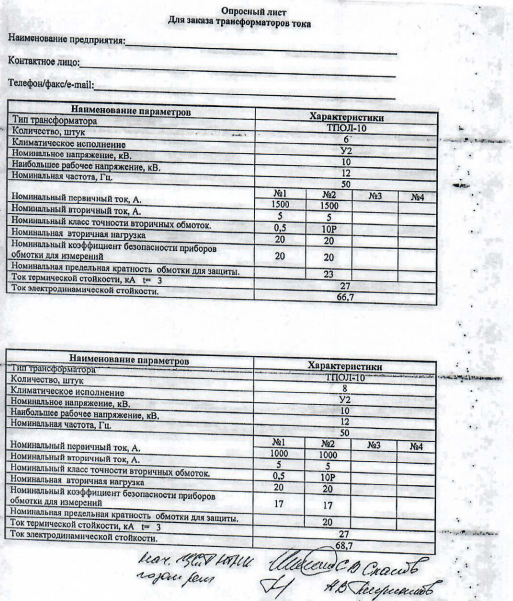 Опросный лист
Для заказа трансформаторов тока
Наименование предприятия:
Контактное лицо:
Телефон/факс/e-mail:
Наименование параметров Характеристики
Тип трансформатора ТПОЛ-10
Количество, штук 6
Климатическое исполнение У2
Номинальное напряжение, кВ. 10
Наибольшее рабочее напряжение, кВ. 12
Номинальная частота, Гц. 50
№1 №2 №3 №4
Номинальный первичный ток, А. 1500 1500
Номинальный вторичный ток, А. 5 5
Номинальный класс точности вторичных обмоток. 0,5 10Р
Номинальная вторичная нагрузка 20 20
Номинальный коэффициент безопасности приборов
обмотки для измерений 20 20
Номинальная предельная кратность обмотки для защиты. 23
Ток термической стойкости, кА t= 3 27
Ток электродинамической стойкости. 66,7
Наименование параметров Характеристики
Тип трансформатора ТПОЛ-10
Количество, штук 8
Климатическое исполнение У2
Номинальное напряжение, кВ. 10
Наибольшее рабочее напряжение, кВ. 12
Номинальная частота, Гц. 50
№1 №2 №3 №4
Номинальный первичный ток, А. 1000 1000
Номинальный вторичный ток, А. 5 5
Номинальный класс точности вторичных обмоток. 0,5 10Р
Номинальная вторичная нагрузка 20 20
Номинальный коэффициент безопасности приборов
обмотки для измерений 17 17
Номинальная предельная кратность обмотки для защиты. 20
Ток термической стойкости, кА t= 3 27
Ток электродинамической стойкости. 68,7
Нач. С.В.
А.В.